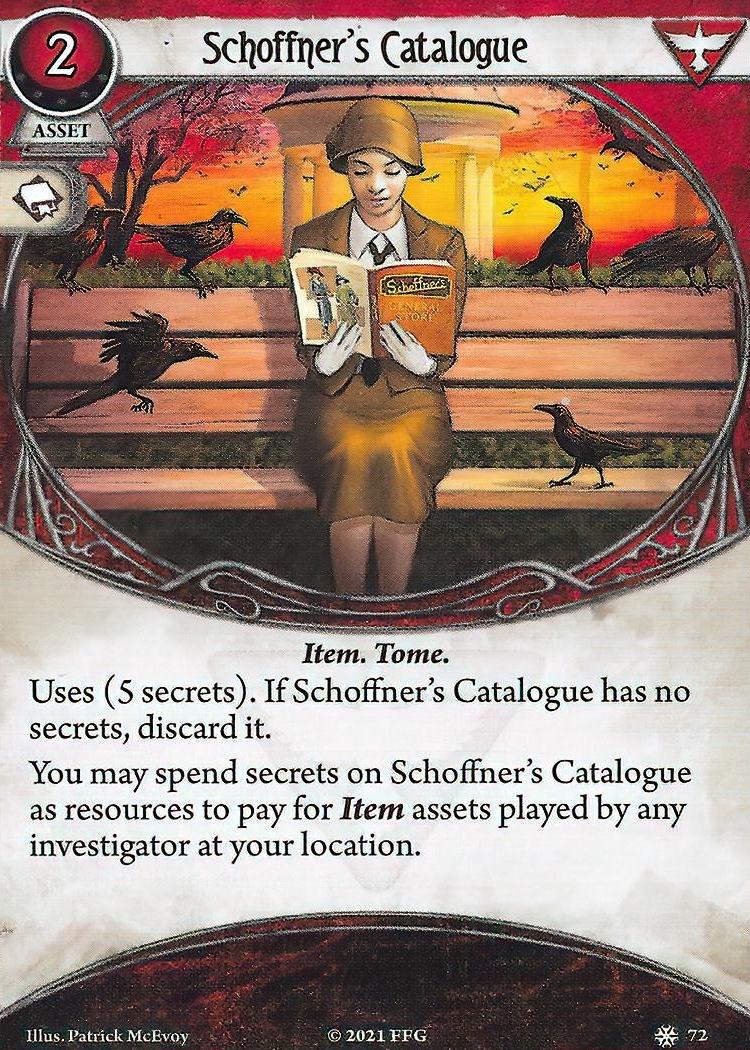 2
Schoffner's Catalogue
ASSET
Schoffner's
GENERAL
STORE
Item. Tome.
Uses (5 secrets). If Schoffner's Catalogue has no
secrets, discard it.
You may spend secrets on Schoffner's Catalogue
as resources to pay for Item assets played by any
investigator at your location.
Illus. Patrick McEvoy
© 2021 FFG
72